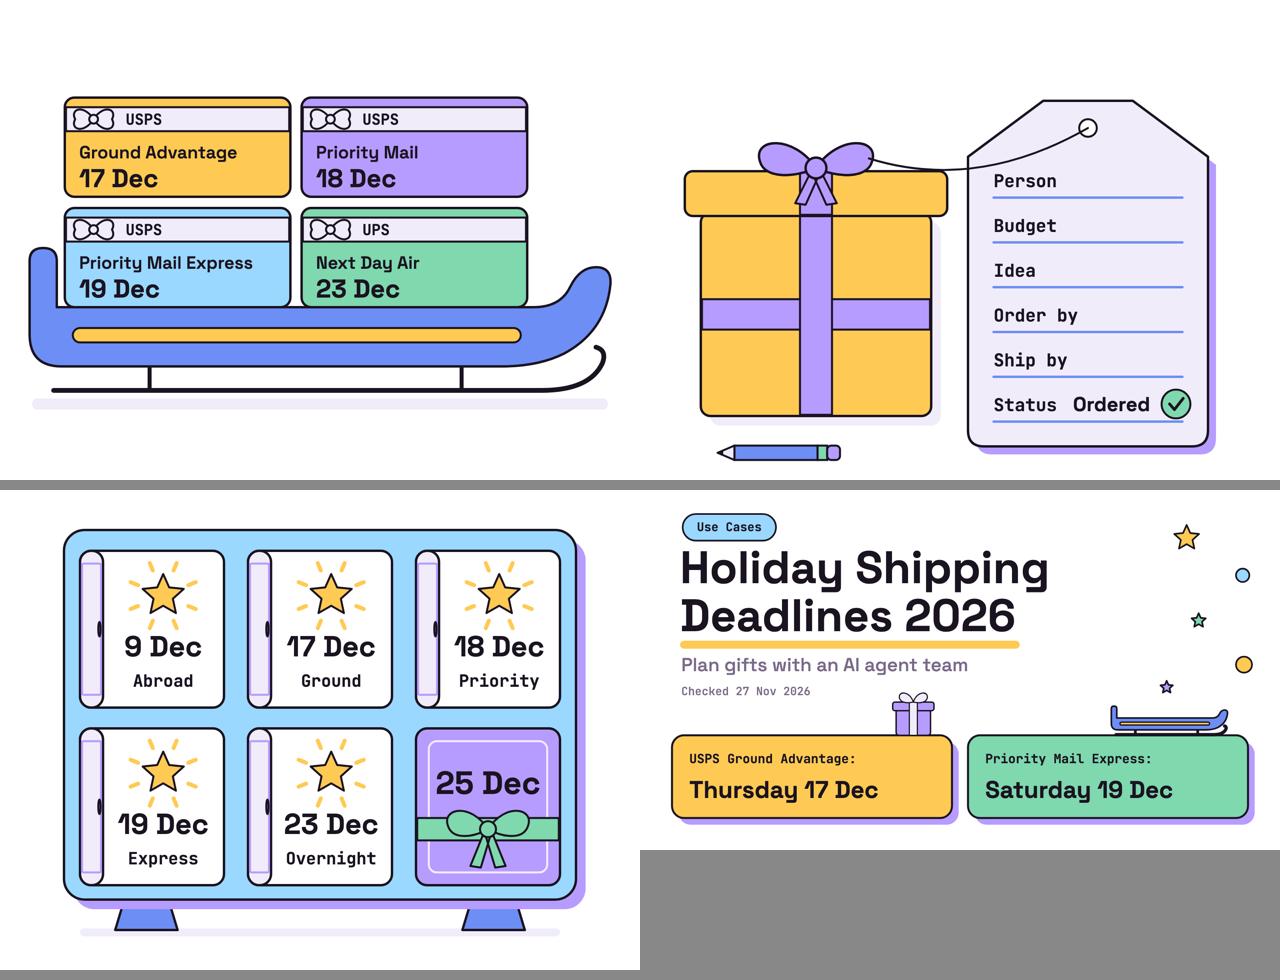 USPS
Ground Advantage
17 Dec
USPS
Priority Mail
18 Dec
USPS
Priority Mail Express
19 Dec
UPS
Next Day Air
23 Dec
Person
Budget
Idea
Order by
Ship by
Status Ordered
9 Dec
Abroad
17 Dec
Ground
18 Dec
Priority
19 Dec
Express
23 Dec
Overnight
25 Dec
Use Cases
Holiday Shipping
Deadlines 2026
Plan gifts with an AI agent team
Checked 27 Nov 2026
USPS Ground Advantage:
Thursday 17 Dec
Priority Mail Express:
Saturday 19 Dec